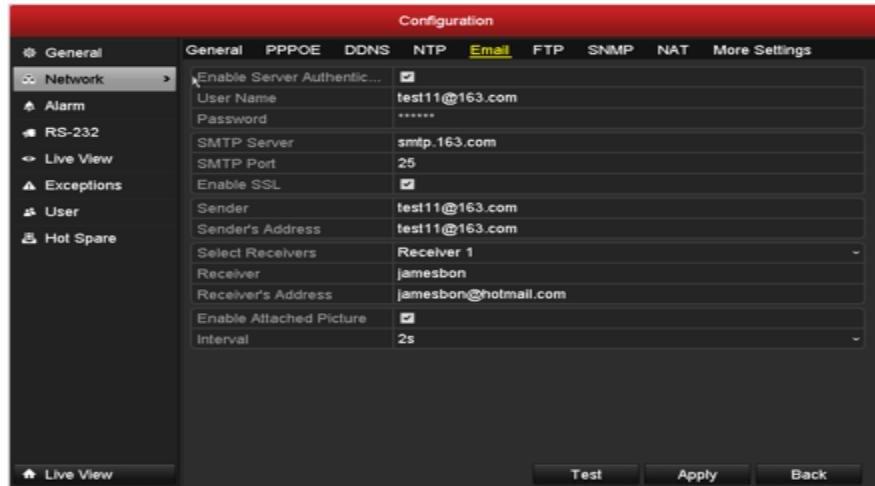 Configuration
General
Network
Alarm
RS-232
Live View
Exceptions
User
Hot Spare
Live View
General PPPOE DDNS NTP Email FTP SNMP NAT More Settings
Enable Server Authentic...
User Name test11@163.com
Password ******
SMTP Server smtp.163.com
SMTP Port 25
Enable SSL
Sender test11@163.com
Sender's Address test11@163.com
Select Receivers Receiver 1
Receiver jamesbon
Receiver's Address jamesbon@hotmail.com
Enable Attached Picture
Interval 2s
Test Apply Back